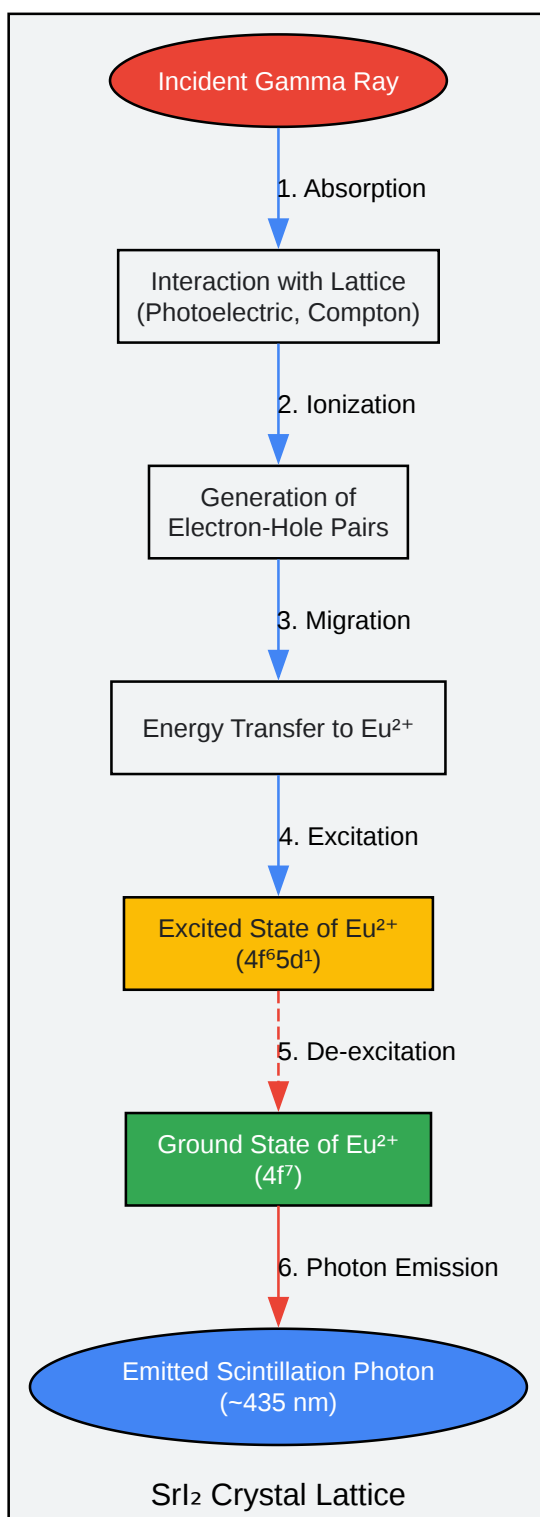 Incident Gamma Ray
1. Absorption
Interaction with Lattice
(Photoelectric, Compton)
2. Ionization
Generation of
Electron-Hole Pairs
3. Migration
Energy Transfer to Eu²⁺
4. Excitation
Excited State of Eu²⁺
(4f⁶5d¹)
5. De-excitation
Ground State of Eu²⁺
(4f⁷)
6. Photon Emission
Emitted Scintillation Photon
(~435 nm)
SrI₂ Crystal Lattice